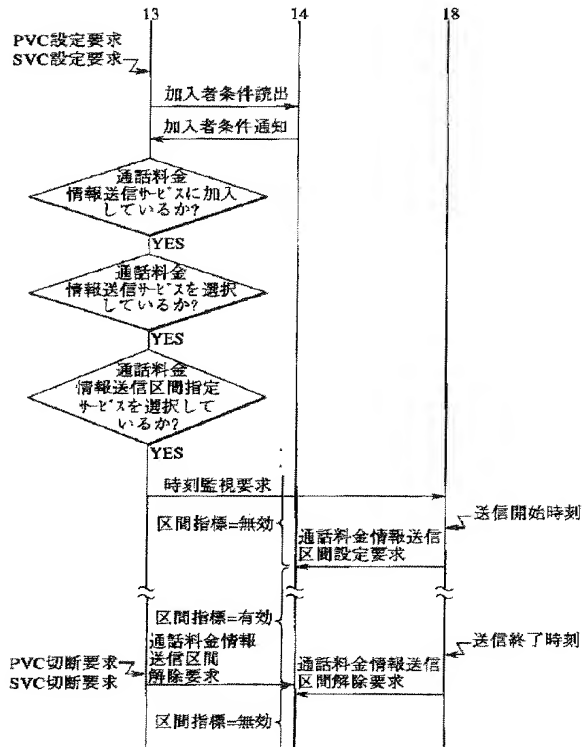 13
14
18
PVC設定要求
SVC設定要求
加入者条件読出
加入者条件通知
通話料金
情報送信サービスに加入
しているか?
YES
通話料金
情報送信サービスを選択
しているか?
YES
通話料金
情報送信区間指定
サービスを選択して
いるか?
YES
時刻監視要求
区間指標=無効
送信開始時刻
通話料金情報送信
区間設定要求
区間指標=有効
通話料金情報
送信区間
解除要求
PVC切断要求
SVC切断要求
送信終了時刻
通話料金情報送信
区間解除要求
区間指標=無効